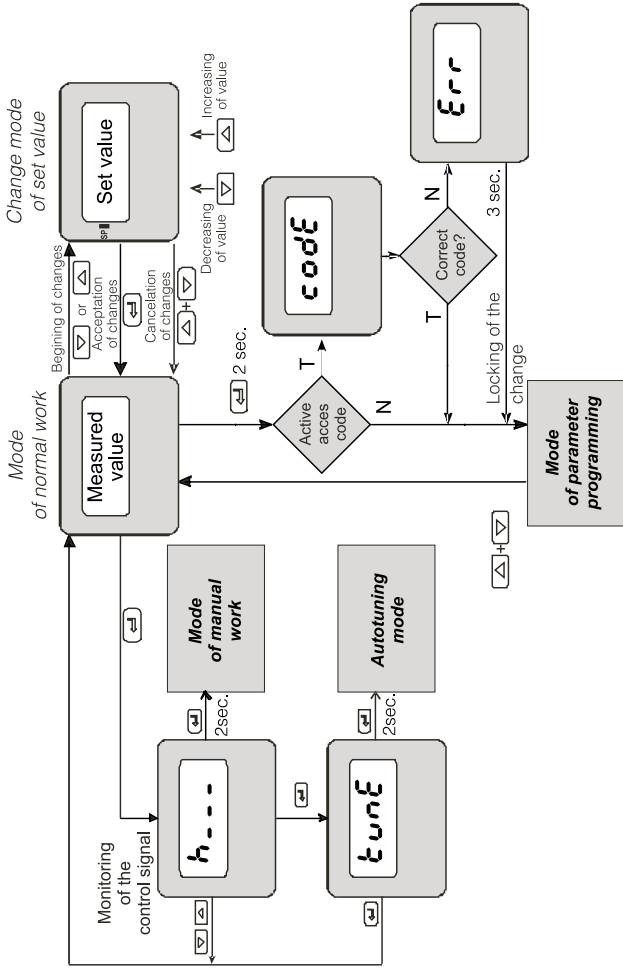 Mode
of normal work
Change mode
of set value
Measured
value
Begining of changes
or
Acceptation
of changes
Cancelation
of changes
+
SP
Set value
Decreasing
of value
Increasing
of value
Monitoring
of the
control signal
h---
2sec.
Mode
of manual
work
tunE
2sec.
Autotuning
mode
2 sec.
Active
acces
code
T
N
codE
Correct
code?
T
N
Err
3 sec.
Locking of the
change
+
Mode
of parameter
programming